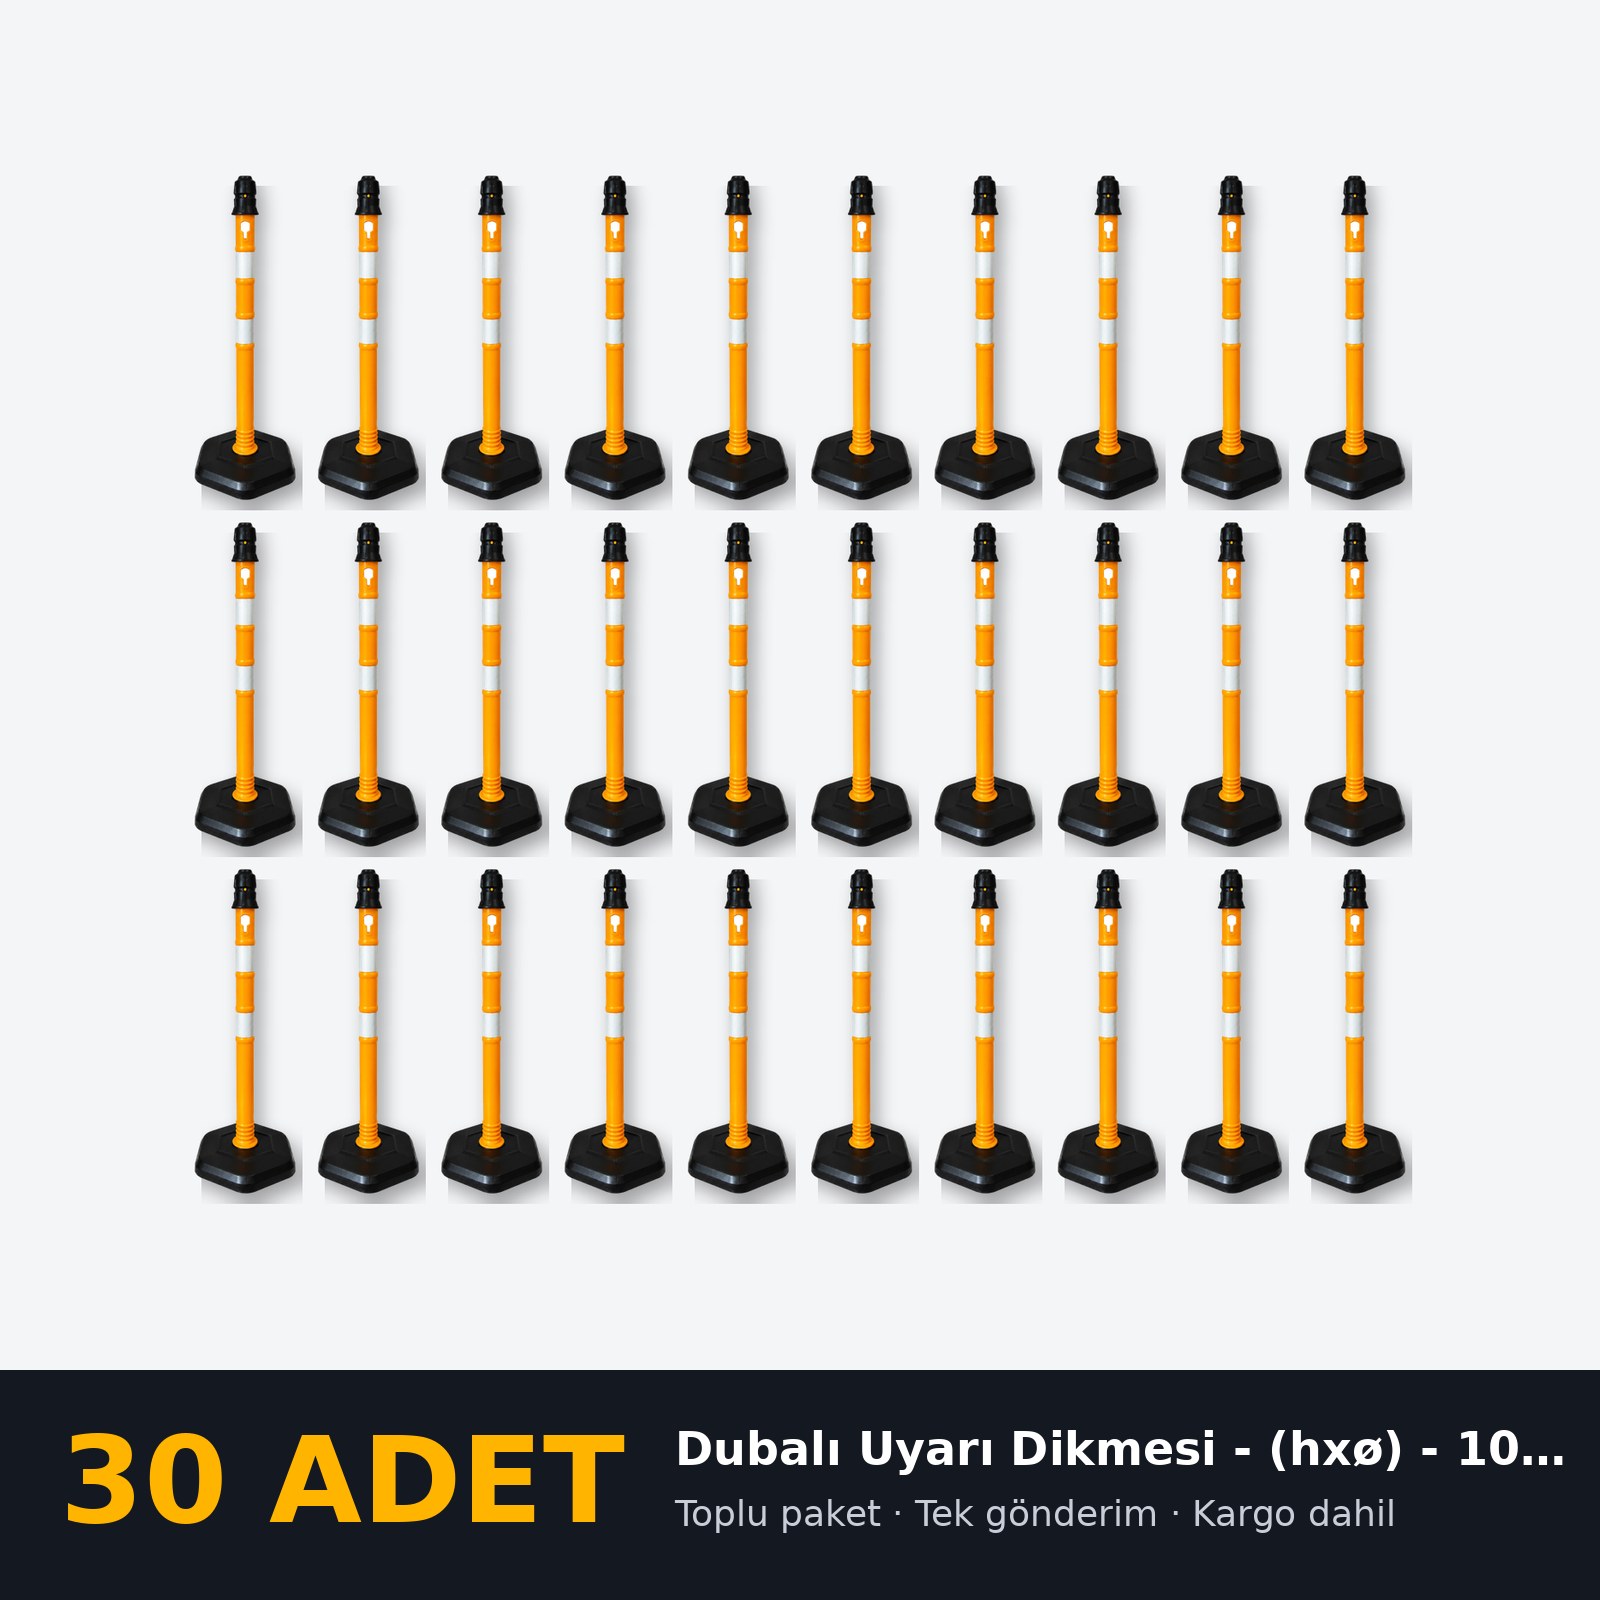 30 ADET
Dubalı Uyarı Dikmesi - (hxø) - 10...
Toplu paket · Tek gönderim · Kargo dahil